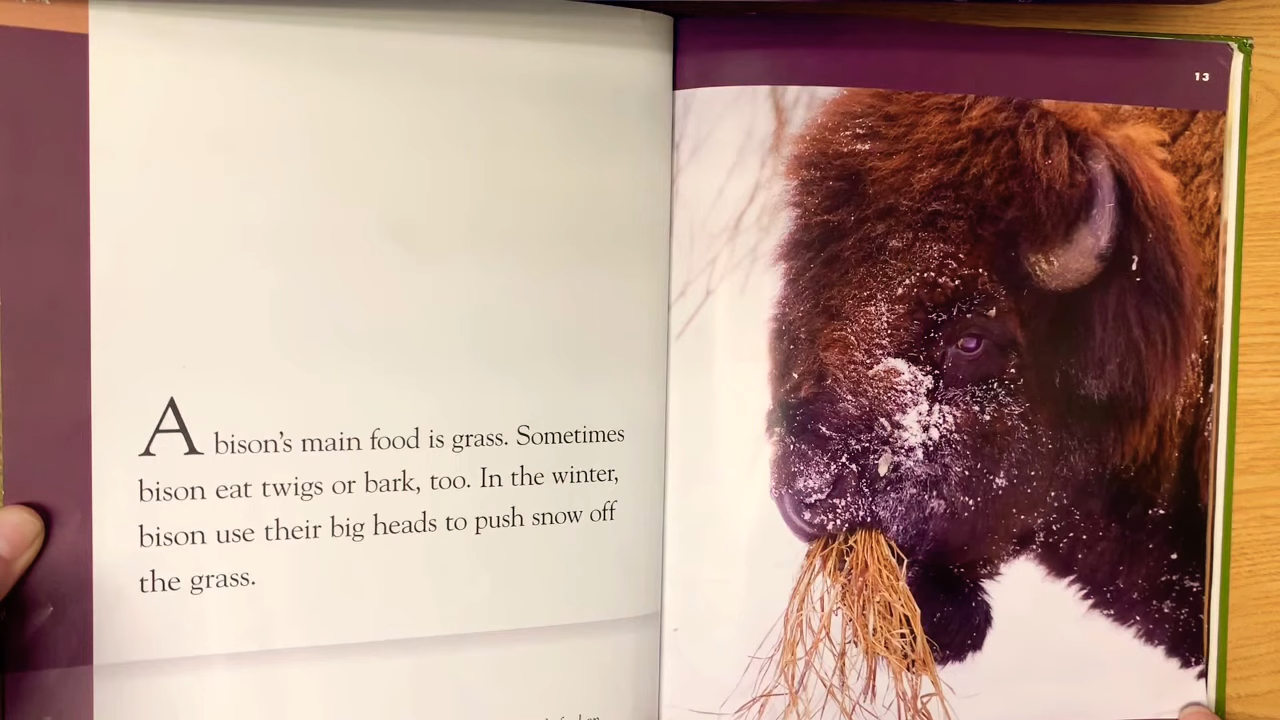 A bison's main food is grass. Sometimes
bison eat twigs or bark, too. In the winter,
bison use their big heads to push snow off
the grass.
13